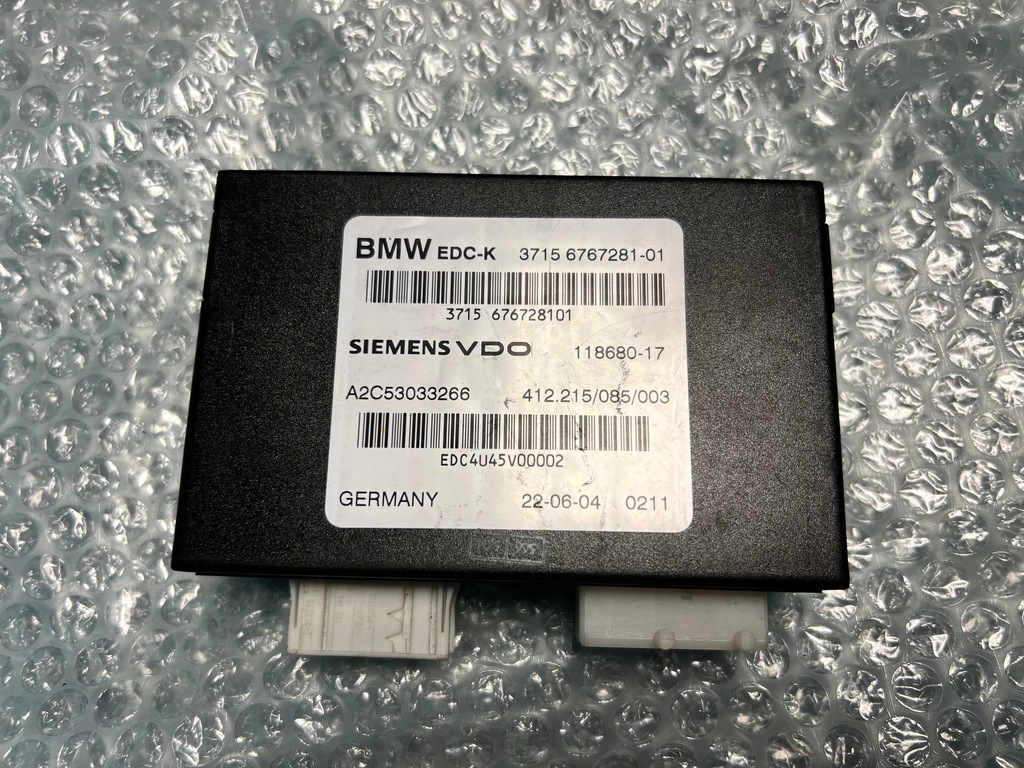 BMW EDC-K 3715 6767281-01
3715 676728101
SIEMENS VDO 118680-17
A2C53033266 412.215/085/003
EDC4U45V00002
GERMANY 22-06-04 0211